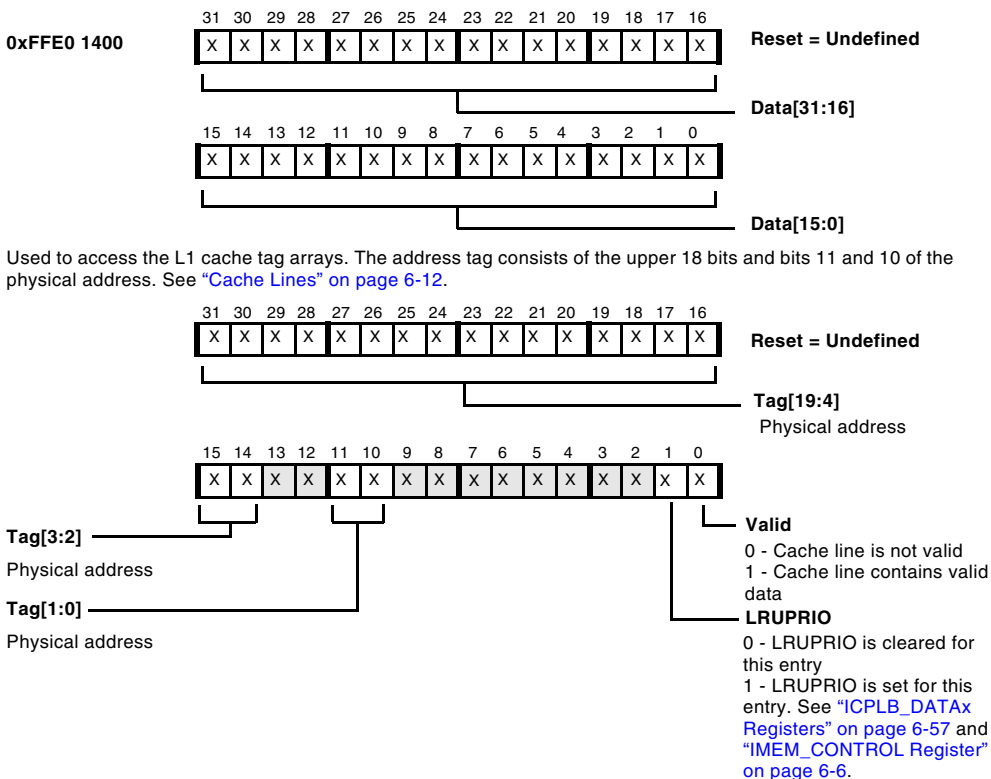 31 30 29 28 27 26 25 24 23 22 21 20 19 18 17 16
0xFFE0 1400
X X X X X X X X X X X X X X X X
Reset = Undefined
Data[31:16]
15 14 13 12 11 10 9 8 7 6 5 4 3 2 1 0
X X X X X X X X X X X X X X X X
Data[15:0]
Used to access the L1 cache tag arrays. The address tag consists of the upper 18 bits and bits 11 and 10 of the
physical address. See “Cache Lines” on page 6-12.
31 30 29 28 27 26 25 24 23 22 21 20 19 18 17 16
X X X X X X X X X X X X X X X X
Reset = Undefined
Tag[19:4]
Physical address
15 14 13 12 11 10 9 8 7 6 5 4 3 2 1 0
X X X X X X X X X X X X X X X X
Tag[3:2]
Physical address
Tag[1:0]
Physical address
Valid
0 - Cache line is not valid
1 - Cache line contains valid
data
LRUPRIO
0 - LRUPRIO is cleared for
this entry
1 - LRUPRIO is set for this
entry. See “ICPLB_DATAx
Registers” on page 6-57 and
“IMEM_CONTROL Register”
on page 6-6.